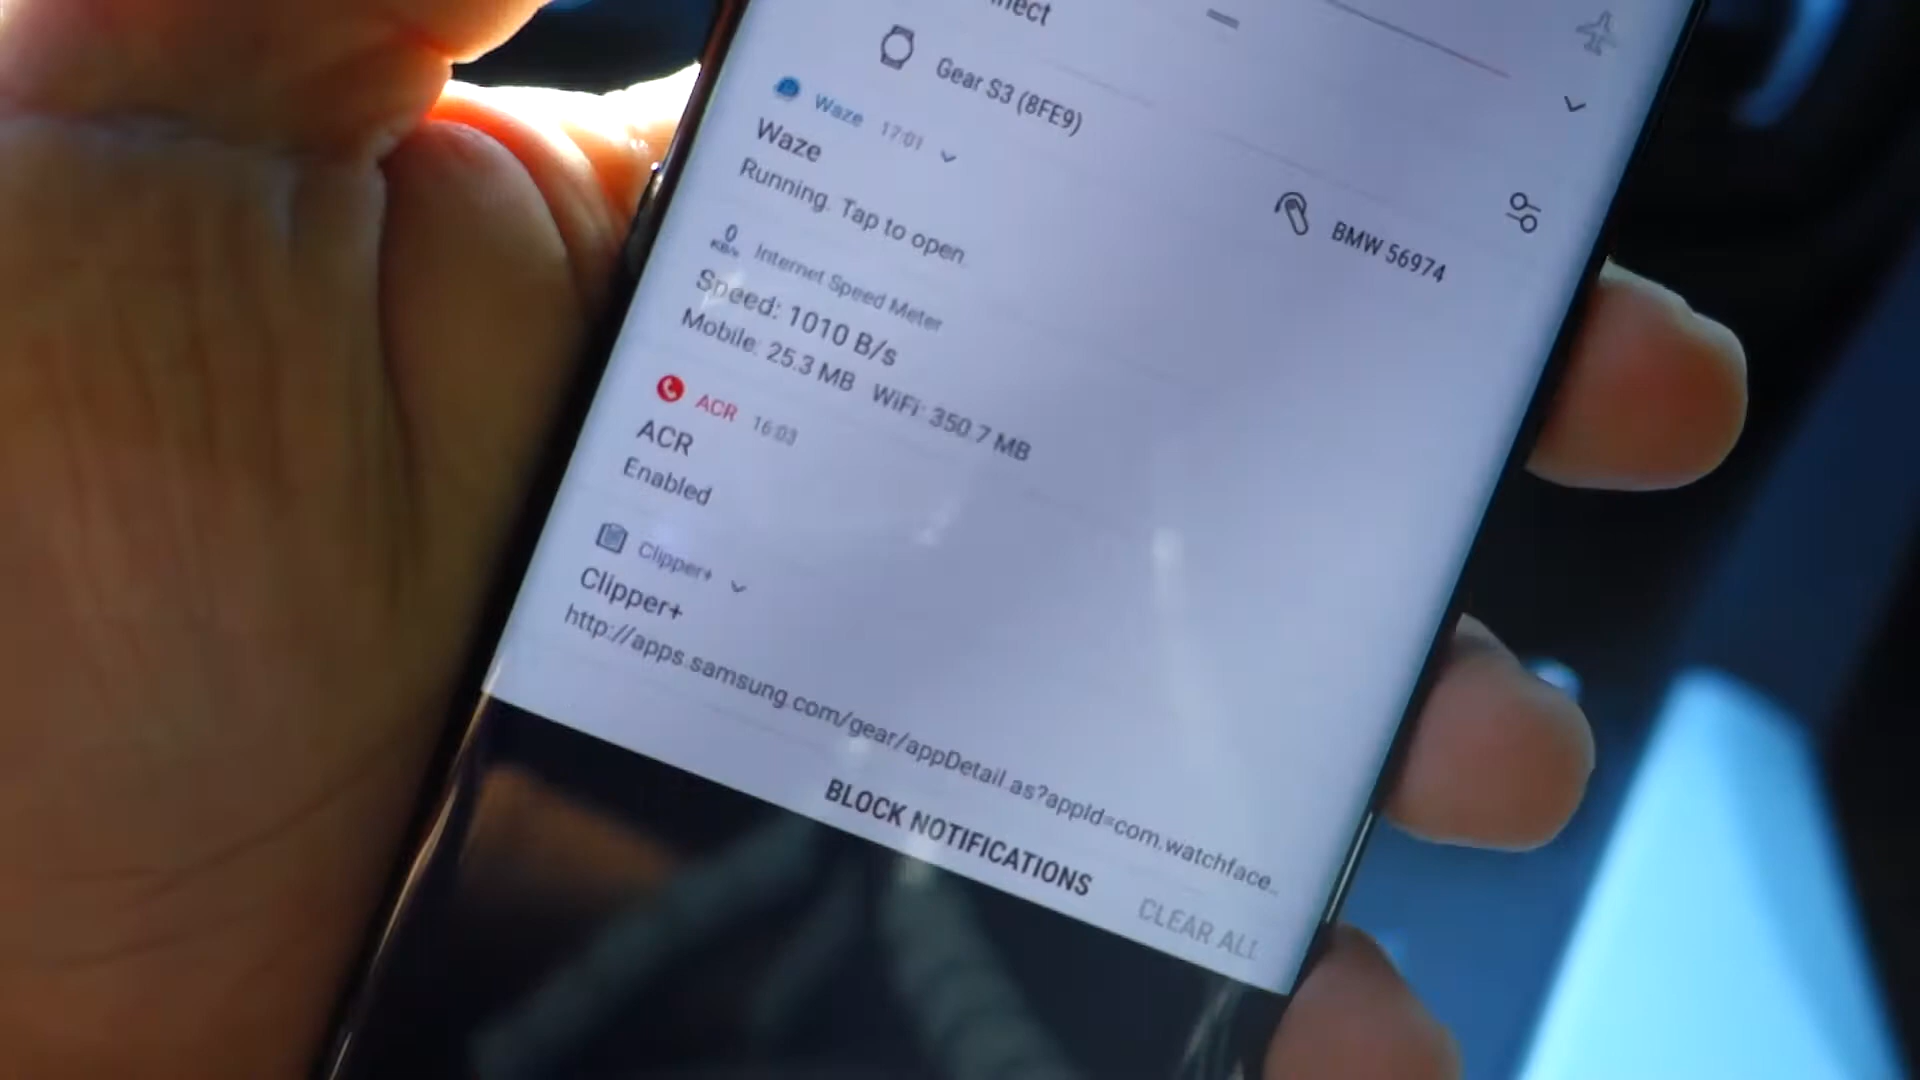 Gear S3 (8FE9)
BMW 56974
Waze 17:01
Waze
Running. Tap to open.
0 KB/s Internet Speed Meter
Speed: 1010 B/s
Mobile: 25.3 MB WiFi: 350.7 MB
ACR 16:03
ACR
Enabled
Clipper+
Clipper+
http://apps.samsung.com/gear/appDetail.as?appId=com.watchface..
BLOCK NOTIFICATIONS
CLEAR ALL